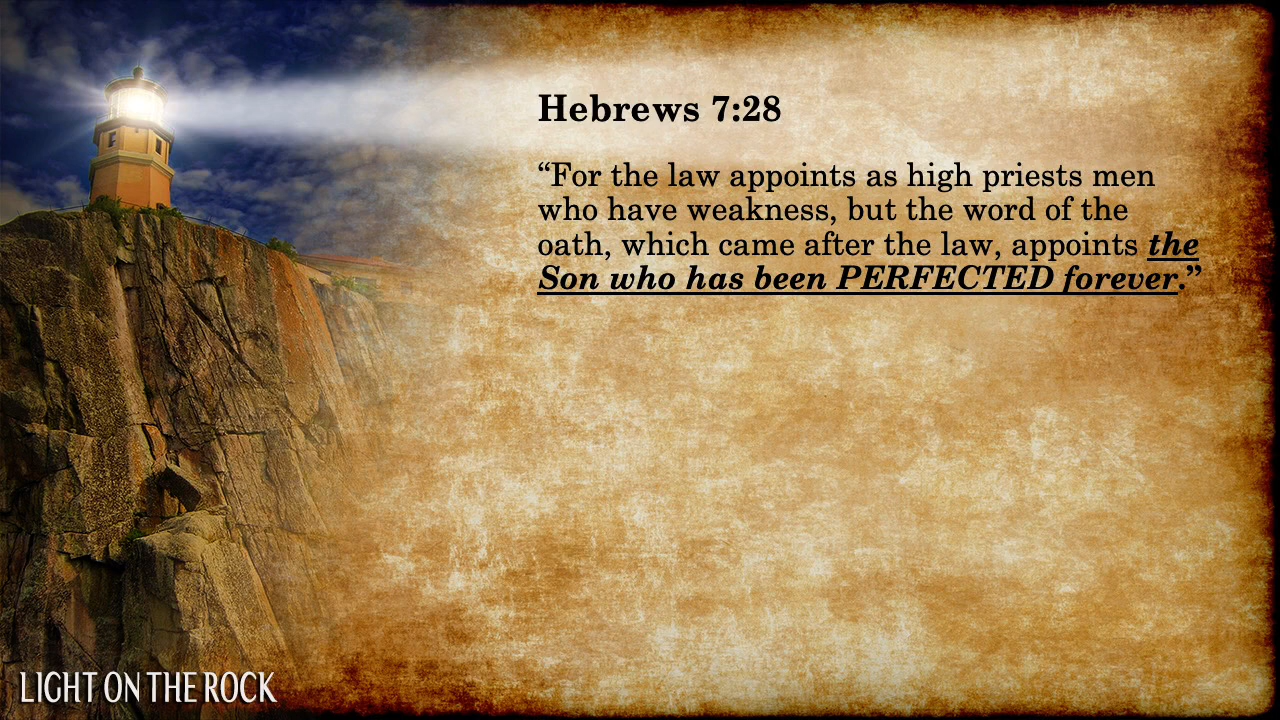 Hebrews 7:28
“For the law appoints as high priests men
who have weakness, but the word of the
oath, which came after the law, appoints the
Son who has been PERFECTED forever.”
LIGHT ON THE ROCK